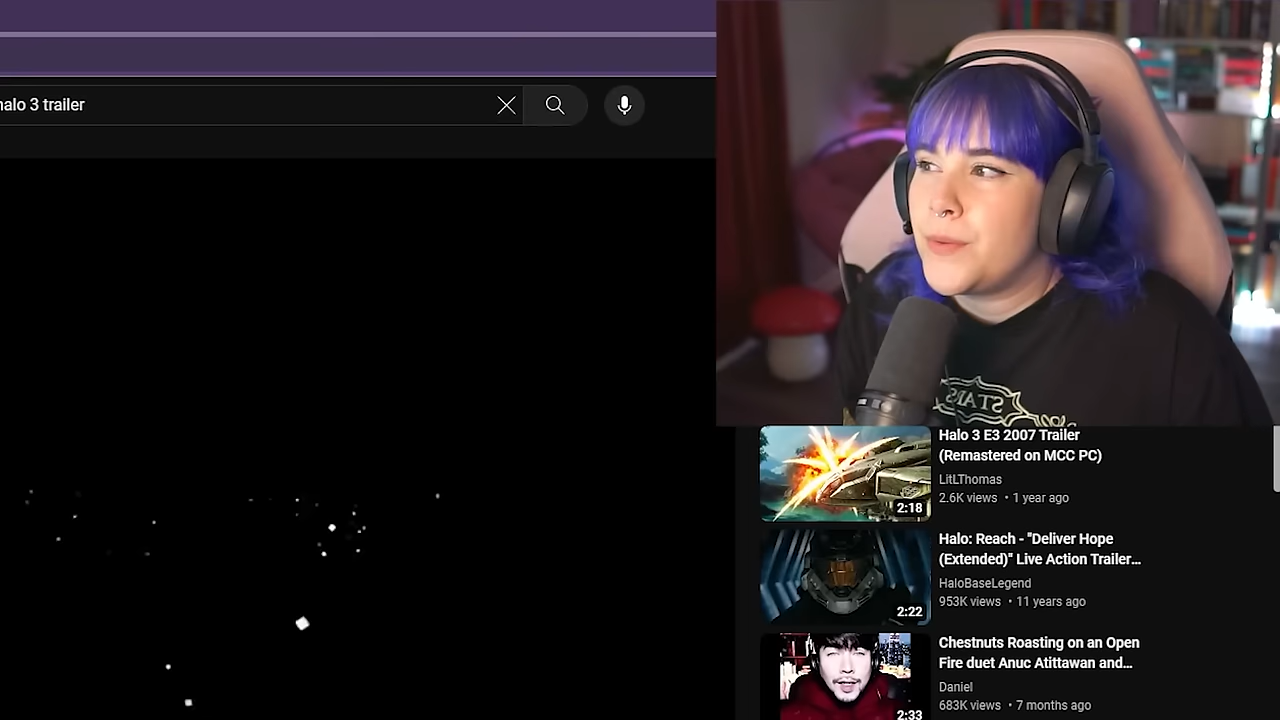 halo 3 trailer
STARS
Halo 3 E3 2007 Trailer
(Remastered on MCC PC)
LitLThomas
2.6K views • 1 year ago
2:18
Halo: Reach - "Deliver Hope
(Extended)" Live Action Trailer...
HaloBaseLegend
953K views • 11 years ago
2:22
Chestnuts Roasting on an Open
Fire duet Anuc Atittawan and...
Daniel
683K views • 7 months ago
2:33